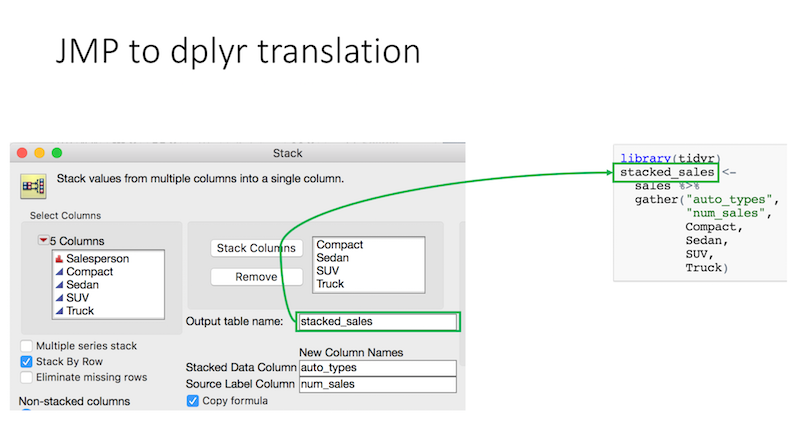 JMP to dplyr translation
Stack
Stack values from multiple columns into a single column.
Select Columns
5 Columns
Salesperson
Compact
Sedan
SUV
Truck
Stack Columns
Remove
Compact
Sedan
SUV
Truck
Output table name: stacked_sales
Multiple series stack
Stack By Row
Eliminate missing rows
Non-stacked columns
New Column Names
Stacked Data Column auto_types
Source Label Column num_sales
Copy formula
library(tidyr)
stacked_sales <-
sales %>%
gather("auto_types",
"num_sales",
Compact,
Sedan,
SUV,
Truck)